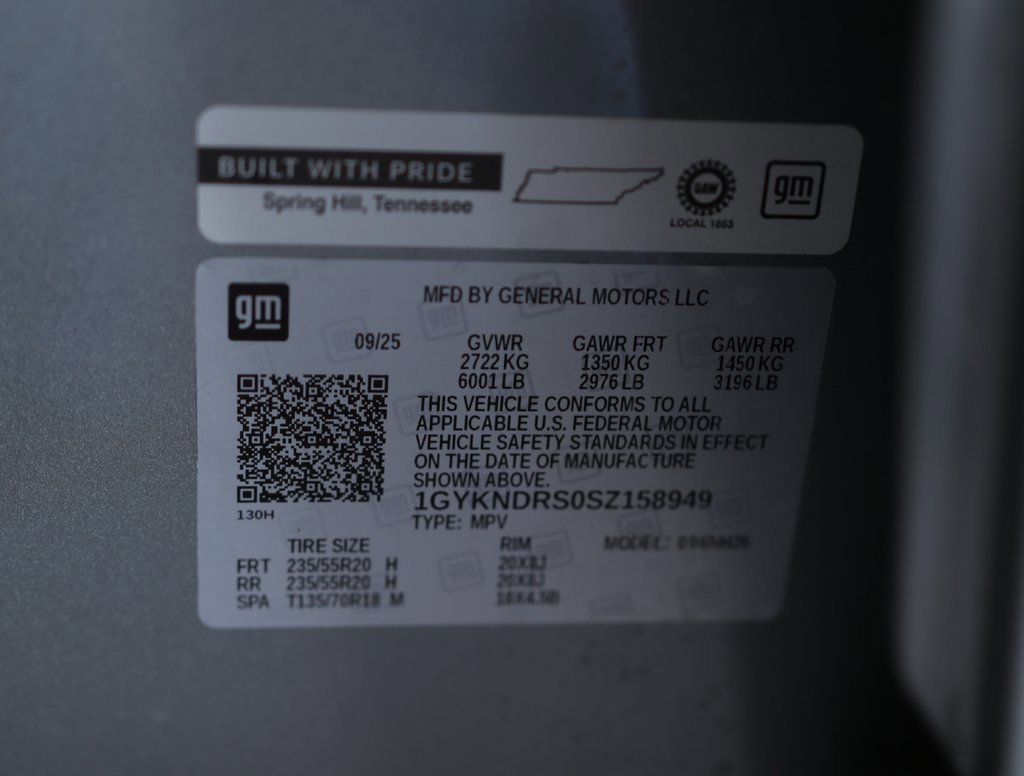 BUILT WITH PRIDE
Spring Hill, Tennessee
UAW
LOCAL 1853
gm
gm
MFD BY GENERAL MOTORS LLC
09/25
GVWR GAWR FRT GAWR RR
2722 KG 1350 KG 1450 KG
6001 LB 2976 LB 3196 LB
THIS VEHICLE CONFORMS TO ALL
APPLICABLE U.S. FEDERAL MOTOR
VEHICLE SAFETY STANDARDS IN EFFECT
ON THE DATE OF MANUFACTURE
SHOWN ABOVE.
1GYKNDRS0SZ158949
130H
TYPE: MPV
TIRE SIZE RIM MODEL:
FRT 235/55R20 H 20X8J
RR 235/55R20 H 20X8J
SPA T135/70R18 M 18X4.5B